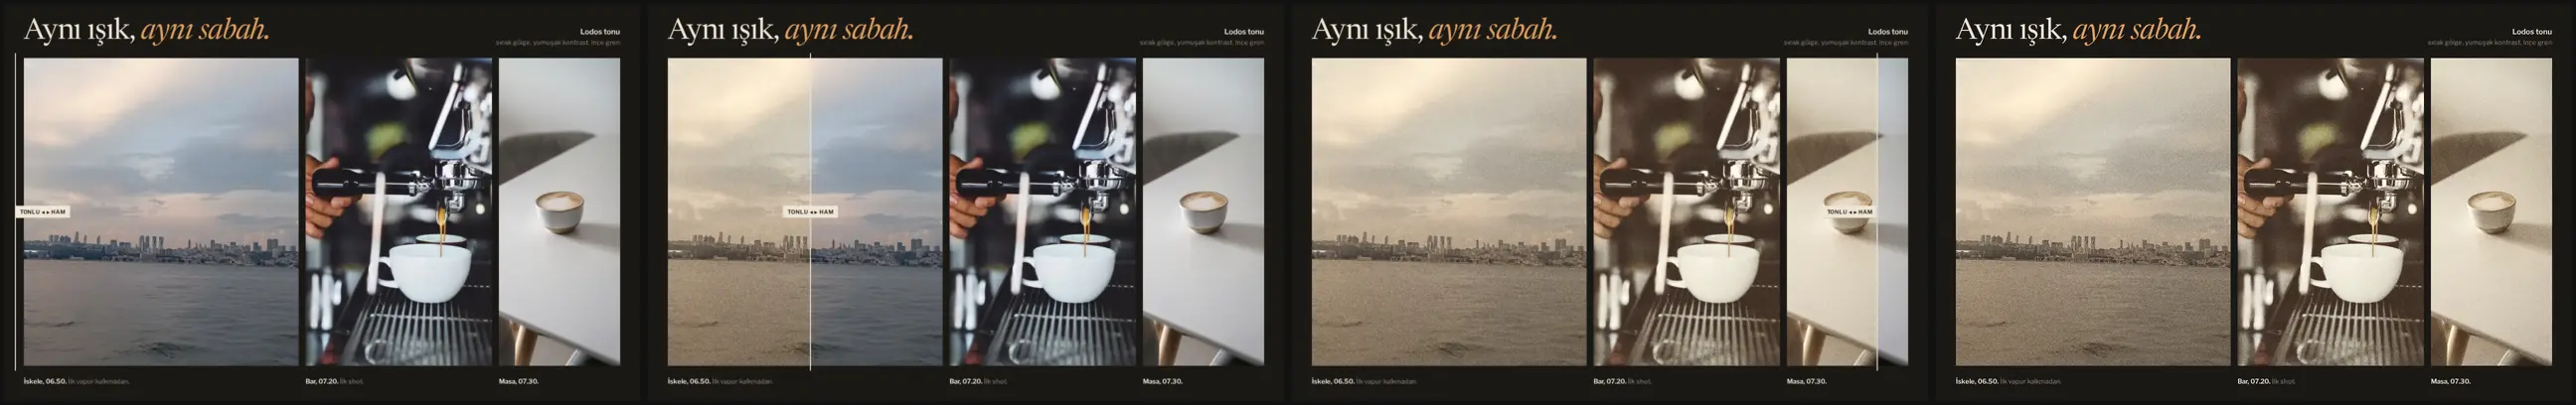 Aynı ışık, aynı sabah.
Lodos tonu
sıcak gölge, yumuşak kontrast, ince gren
TONLU ◂ ▸ HAM
İskele, 06.50. İlk vapur kalkmadan.
Bar, 07.20. İlk shot.
Masa, 07.30.
Aynı ışık, aynı sabah.
Lodos tonu
sıcak gölge, yumuşak kontrast, ince gren
TONLU ◂ ▸ HAM
İskele, 06.50. İlk vapur kalkmadan.
Bar, 07.20. İlk shot.
Masa, 07.30.
Aynı ışık, aynı sabah.
Lodos tonu
sıcak gölge, yumuşak kontrast, ince gren
TONLU ◂ ▸ HAM
İskele, 06.50. İlk vapur kalkmadan.
Bar, 07.20. İlk shot.
Masa, 07.30.
Aynı ışık, aynı sabah.
Lodos tonu
sıcak gölge, yumuşak kontrast, ince gren
İskele, 06.50. İlk vapur kalkmadan.
Bar, 07.20. İlk shot.
Masa, 07.30.